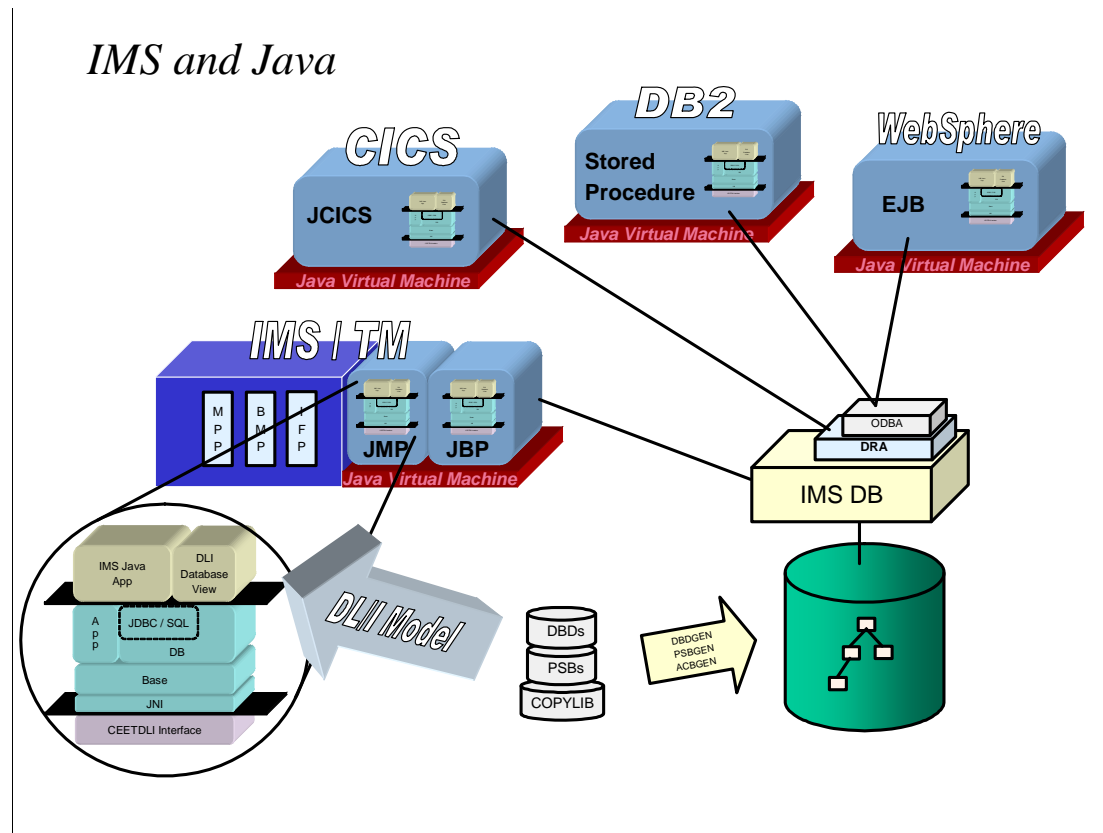 IMS and Java
CICS
DB2
WebSphere
JCICS
Java Virtual Machine
Stored
Procedure
Java Virtual Machine
EJB
Java Virtual Machine
IMS / TM
M
P
P
B
M
P
I
F
P
JMP
JBP
Java Virtual Machine
ODBA
DRA
IMS DB
IMS Java
App
DLI
Database
View
A
p
p
JDBC / SQL
DB
Base
JNI
CEETDLI Interface
DL/I Model
DBDs
PSBs
COPYLIB
DBDGEN
PSBGEN
ACBGEN